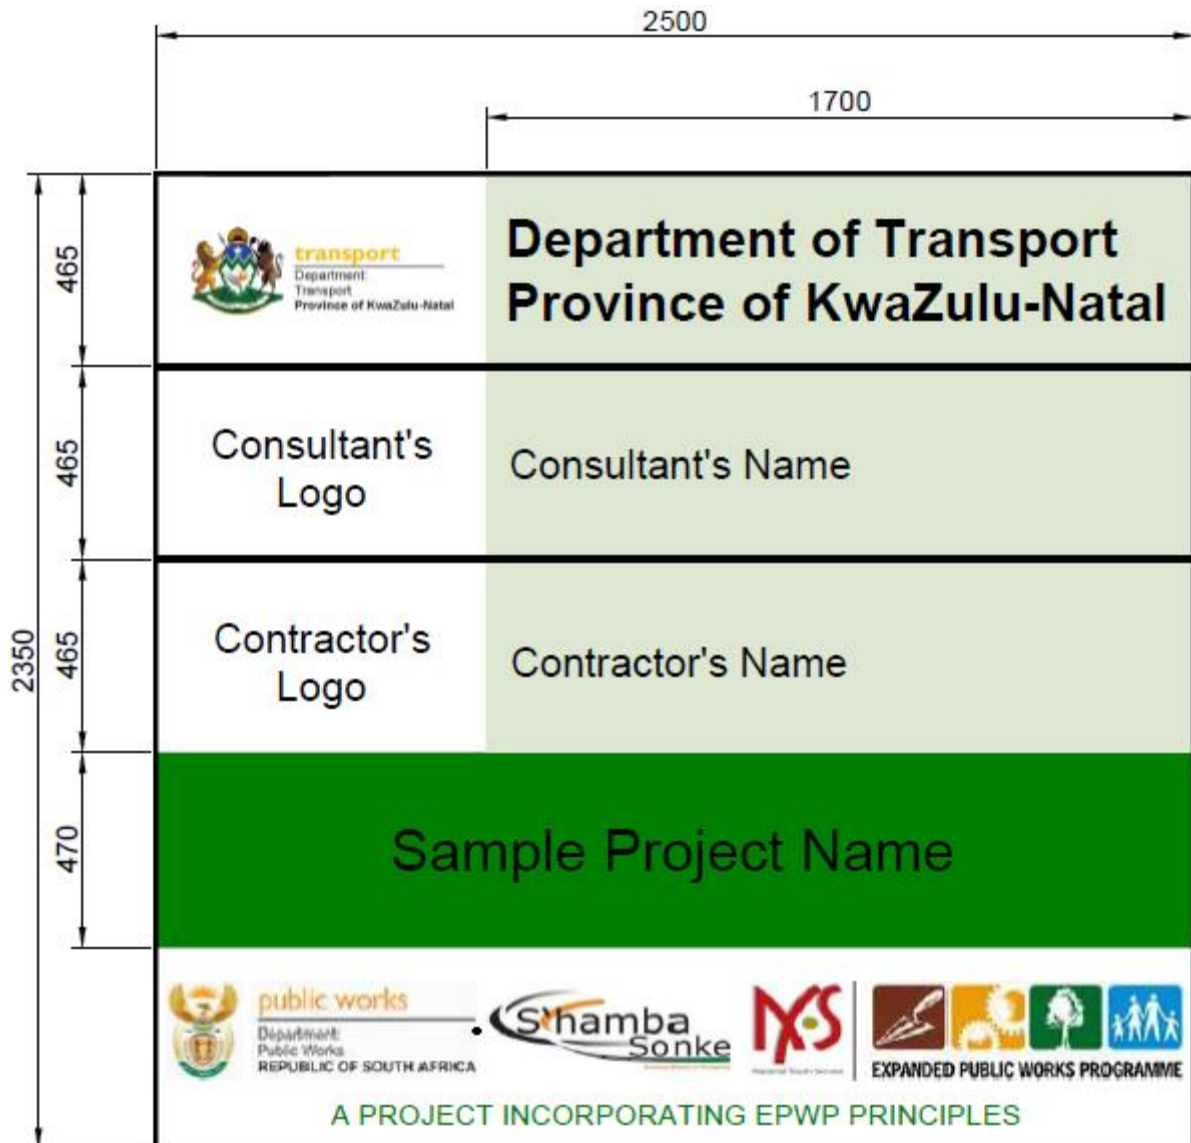 2500
1700
465
transport
Department:
Transport
Province of KwaZulu-Natal
Department of Transport
Province of KwaZulu-Natal
465
Consultant's
Logo
Consultant's Name
2350
465
Contractor's
Logo
Contractor's Name
470
Sample Project Name
public works
Department:
Public Works
REPUBLIC OF SOUTH AFRICA
S'hamba
Sonke
NYS
EXPANDED PUBLIC WORKS PROGRAMME
A PROJECT INCORPORATING EPWP PRINCIPLES